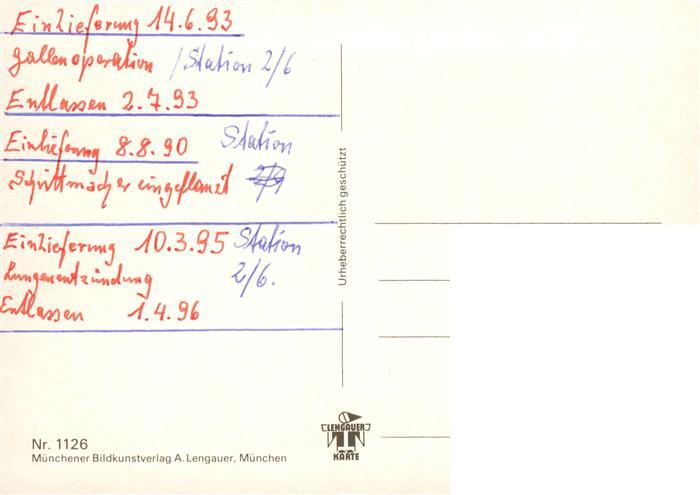 Einlieferung 14.6.93
Gallenoperation / Station 2/6
Entlassen 2.7.93
Einlieferung 8.8.90 Station
Schrittmacher eingeflanzt
Einlieferung 10.3.95 Station
Lungenentzündung 2/6.
Entlassen 1.4.96
Urheberrechtlich geschützt
LENGAUER
KARTE
Nr. 1126
Münchener Bildkunstverlag A. Lengauer, München